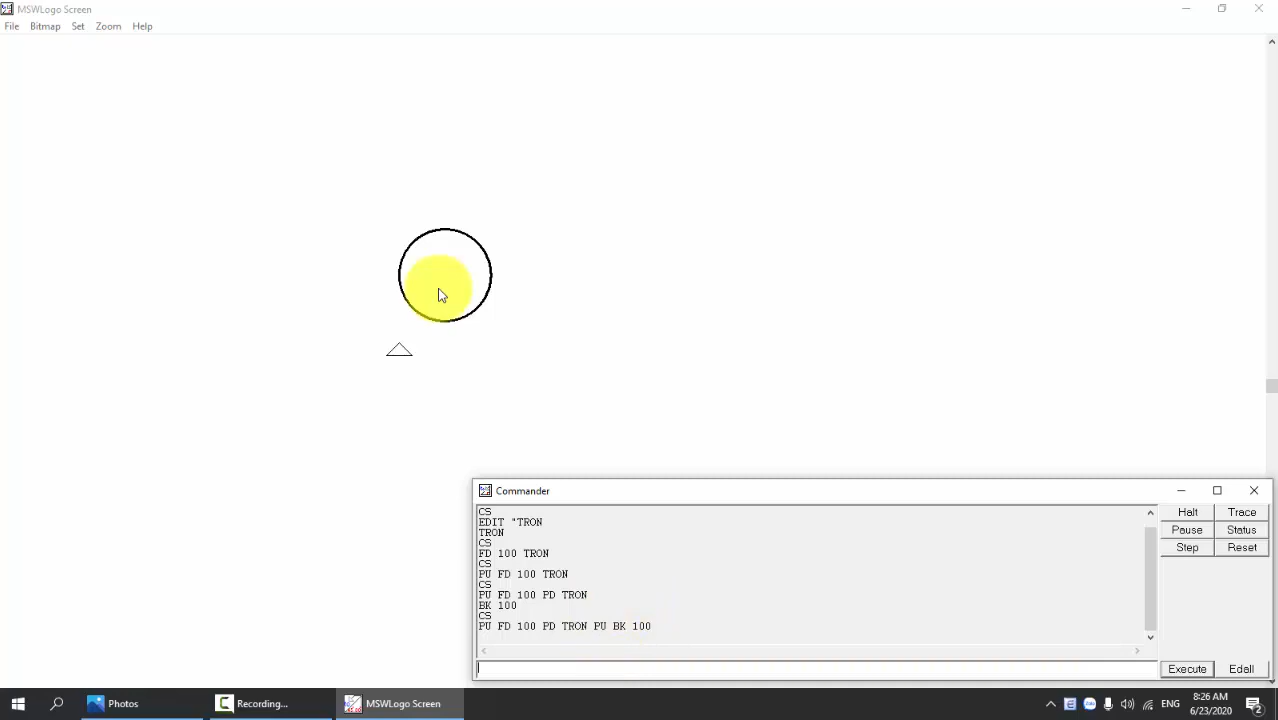 MSWLogo Screen
File Bitmap Set Zoom Help
Commander
CS
EDIT "TRON
TRON
CS
FD 100 TRON
CS
PU FD 100 TRON
CS
PU FD 100 PD TRON
BK 100
CS
PU FD 100 PD TRON PU BK 100
Halt Trace
Pause Status
Step Reset
Execute Edall
Photos Recording... MSWLogo Screen ENG 8:26 AM
6/23/2020 2